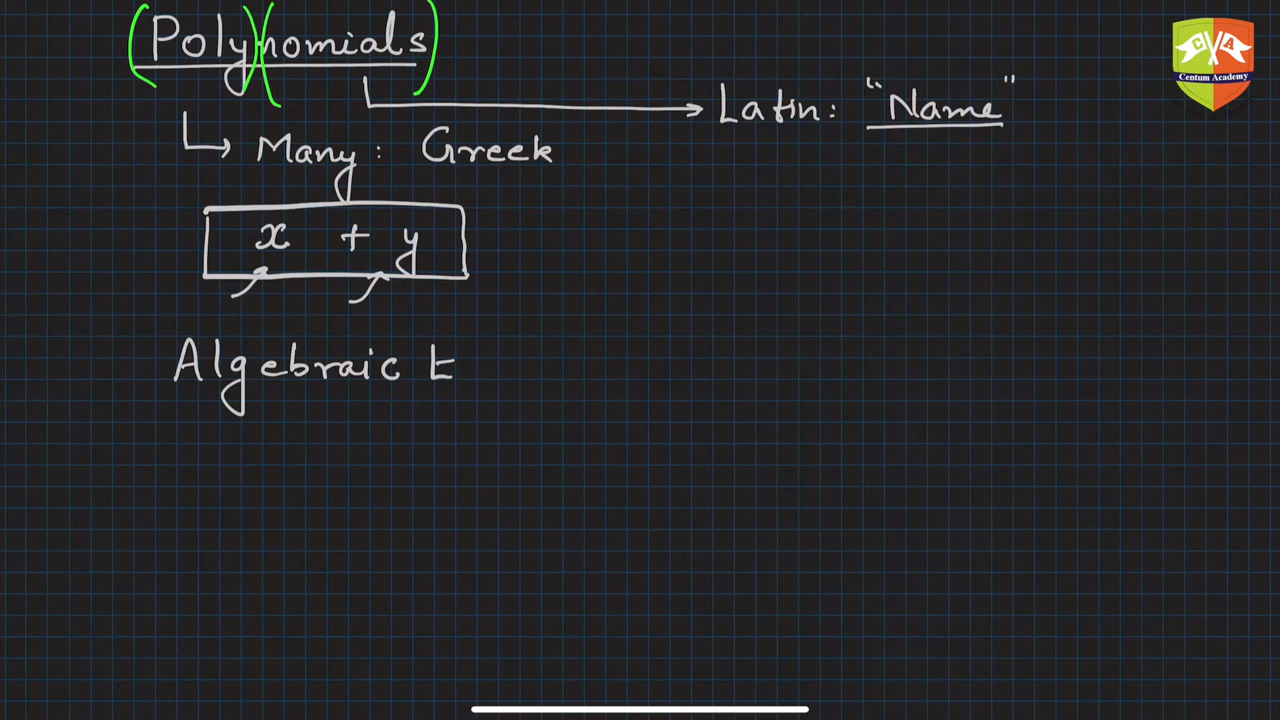 Polynomials
Latin: "Name"
Many: Greek
x + y
Algebraic E
C A
Centum Academy